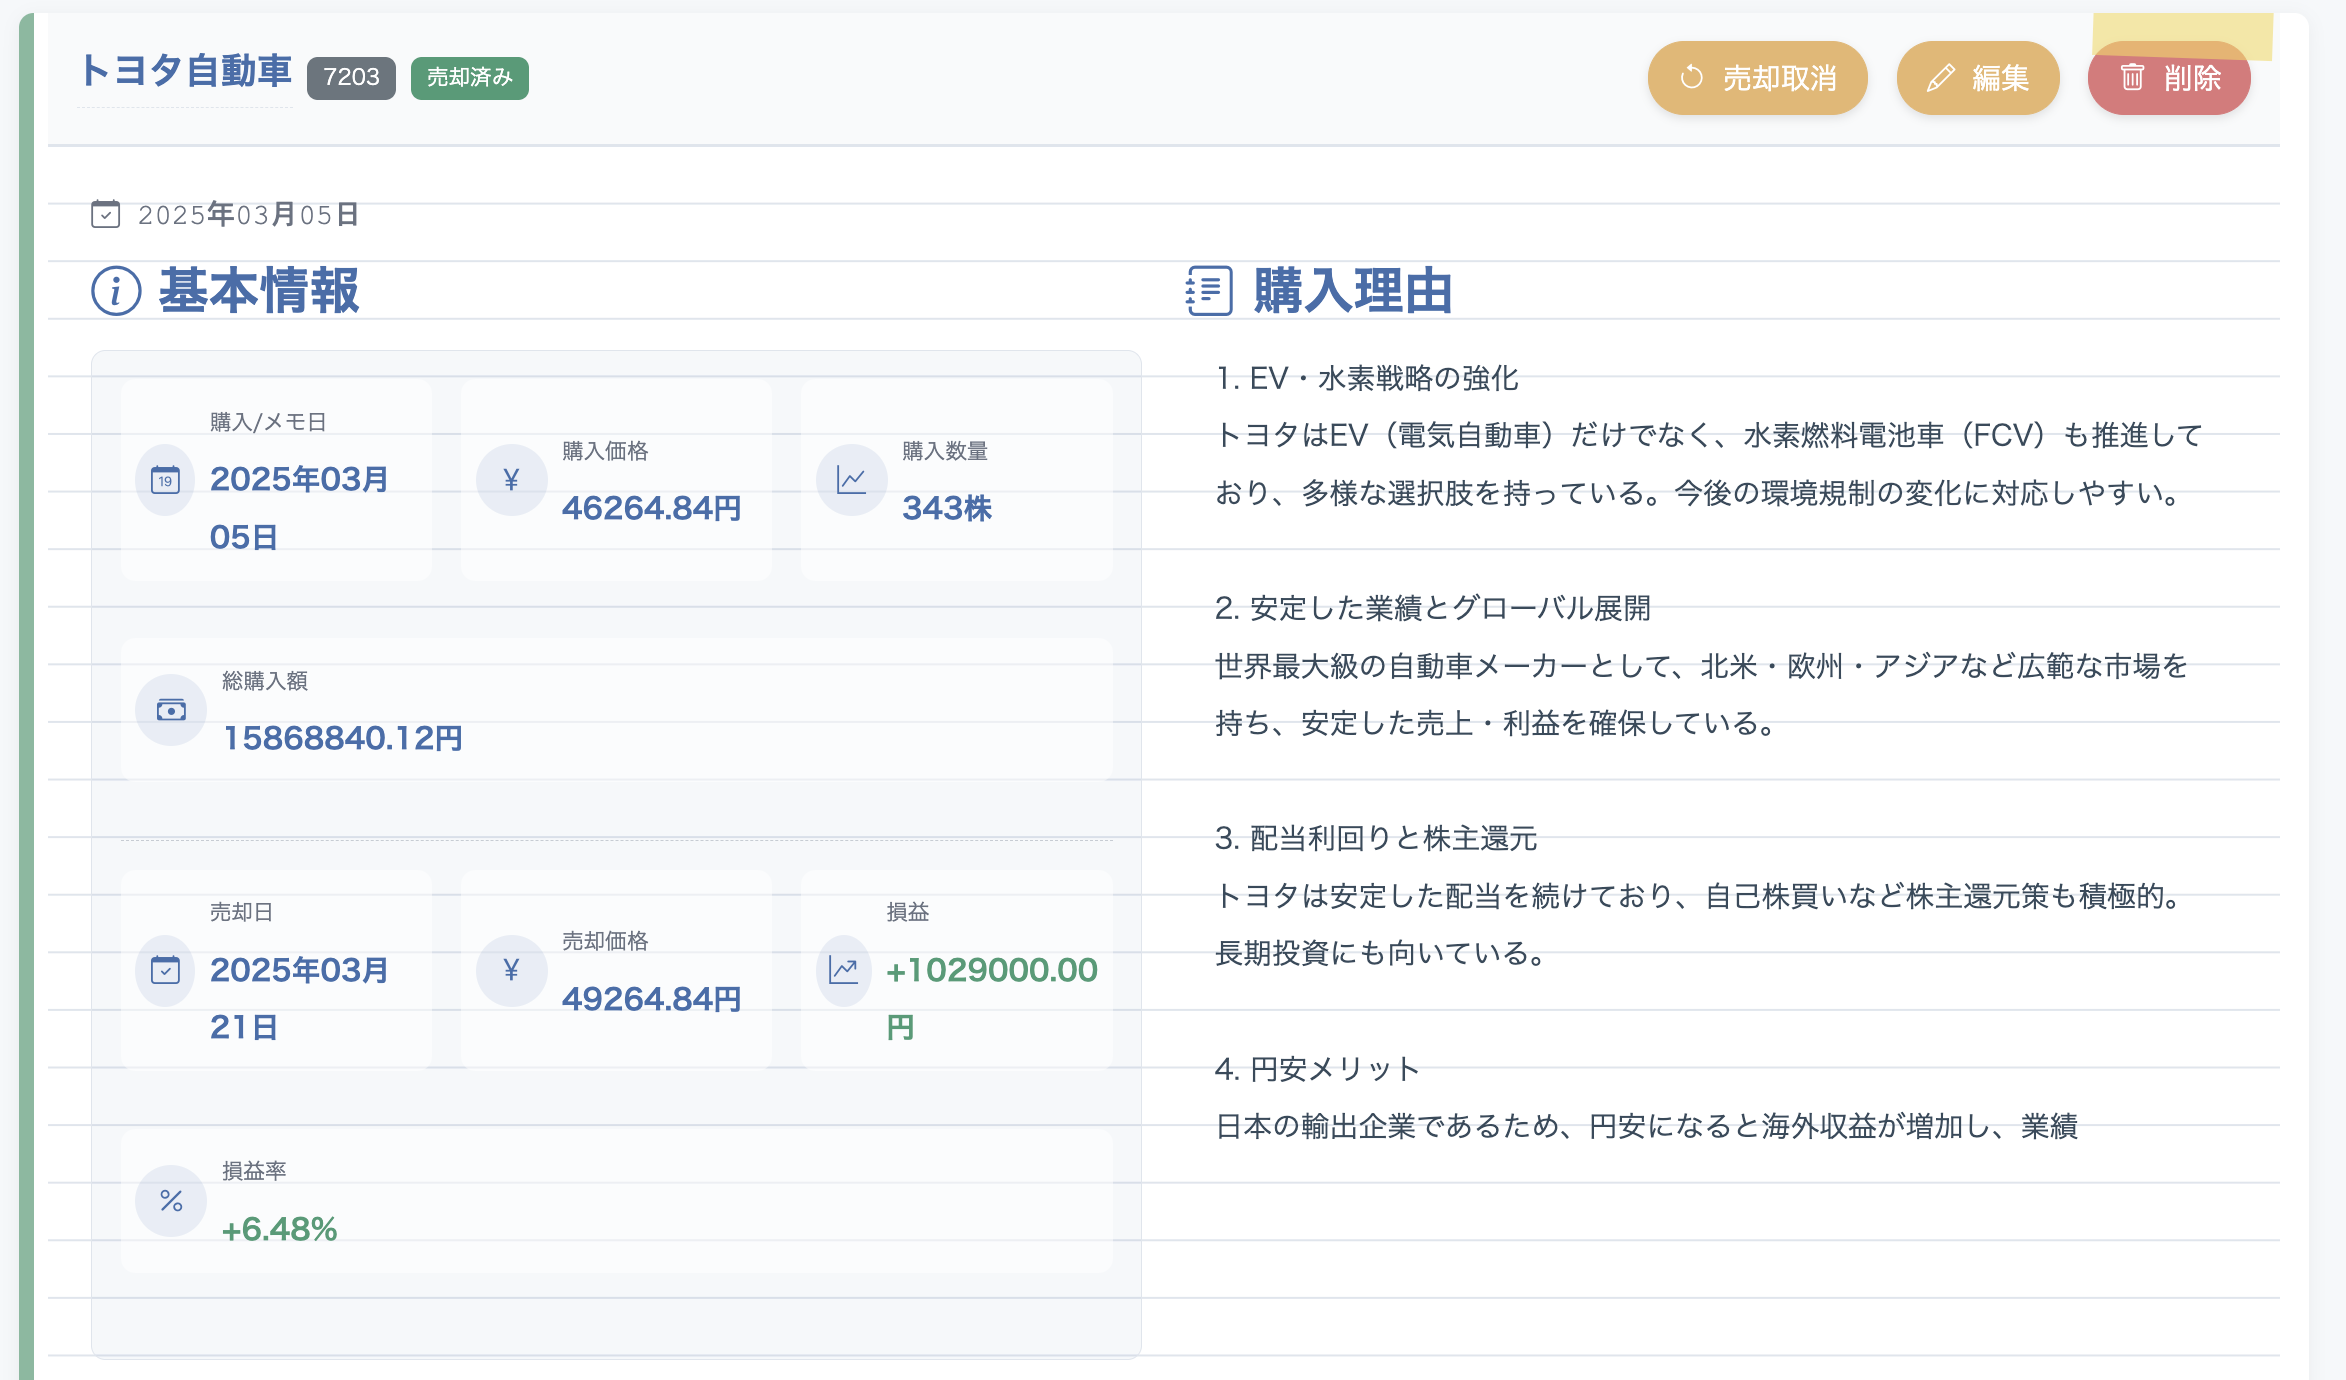 トヨタ自動車 7203 売却済み
売却取消 編集 削除
2025年03月05日
基本情報
購入/メモ日
2025年03月
05日
購入価格
46264.84円
購入数量
343株
総購入額
15868840.12円
売却日
2025年03月
21日
売却価格
49264.84円
損益
+1029000.00
円
損益率
+6.48%
購入理由
1. EV・水素戦略の強化
トヨタはEV（電気自動車）だけでなく、水素燃料電池車（FCV）も推進して
おり、多様な選択肢を持っている。今後の環境規制の変化に対応しやすい。
2. 安定した業績とグローバル展開
世界最大級の自動車メーカーとして、北米・欧州・アジアなど広範な市場を
持ち、安定した売上・利益を確保している。
3. 配当利回りと株主還元
トヨタは安定した配当を続けており、自己株買いなど株主還元策も積極的。
長期投資にも向いている。
4. 円安メリット
日本の輸出企業であるため、円安になると海外収益が増加し、業績